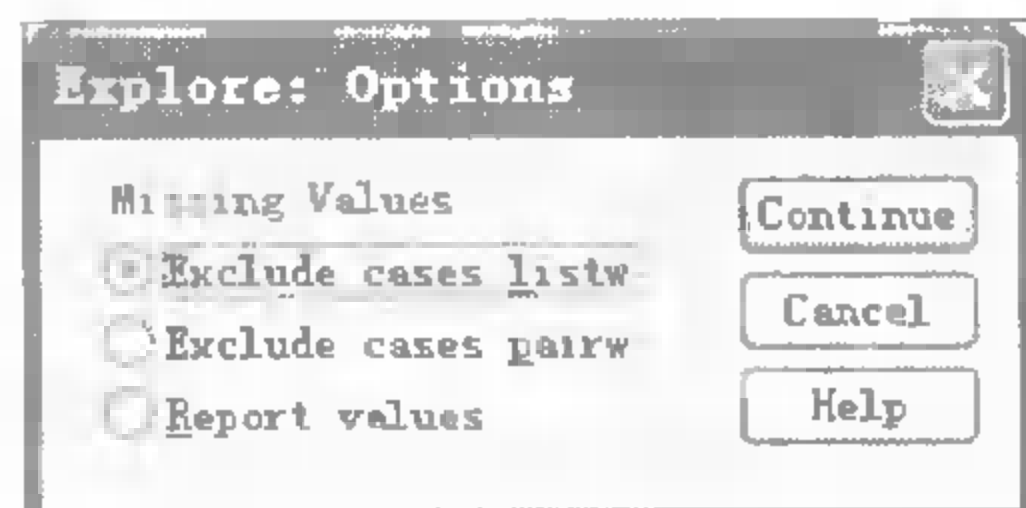 Explore: Options
Missing Values
Exclude cases listw
Exclude cases pairw
Report values
Continue
Cancel
Help